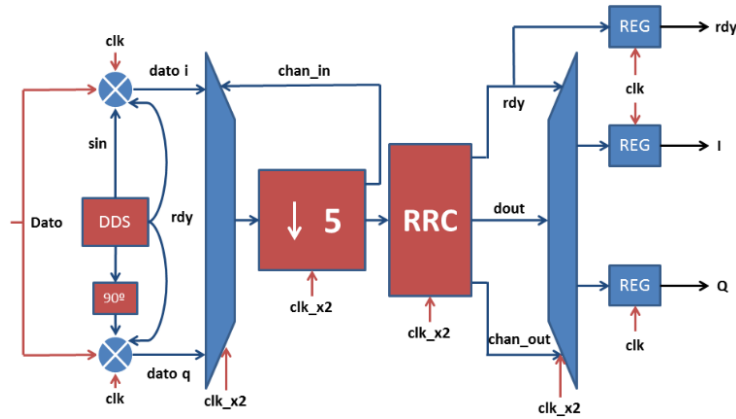 clk
dato i
chan_in
rdy
REG
rdy
clk
sin
REG
I
Dato
DDS
rdy
↓ 5
RRC
dout
90º
REG
Q
clk_x2
clk_x2
chan_out
clk
dato q
clk
clk_x2
clk_x2